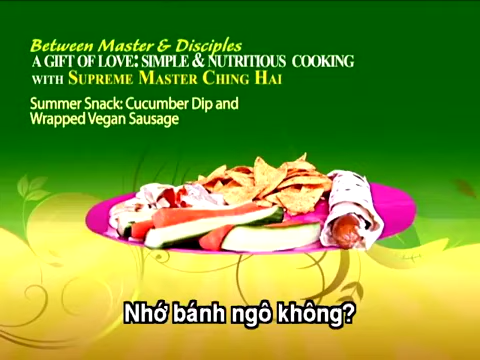 Between Master & Disciples
A GIFT OF LOVE: SIMPLE & NUTRITIOUS COOKING
WITH SUPREME MASTER CHING HAI
Summer Snack: Cucumber Dip and
Wrapped Vegan Sausage
Nhớ bánh ngô không?